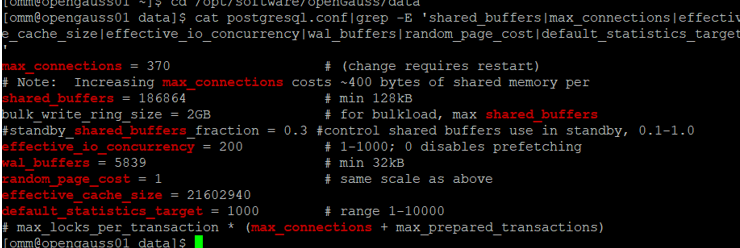 [omm@opengauss01 ~]$ cd /opt/software/openGauss/data
[omm@opengauss01 data]$ cat postgresql.conf|grep -E 'shared_buffers|max_connections|effectiv
e_cache_size|effective_io_concurrency|wal_buffers|random_page_cost|default_statistics_target
'
max_connections = 370 # (change requires restart)
# Note: Increasing max_connections costs ~400 bytes of shared memory per
shared_buffers = 186864 # min 128kB
bulk_write_ring_size = 2GB # for bulkload, max shared_buffers
#standby_shared_buffers_fraction = 0.3 #control shared buffers use in standby, 0.1-1.0
effective_io_concurrency = 200 # 1-1000; 0 disables prefetching
wal_buffers = 5839 # min 32kB
random_page_cost = 1 # same scale as above
effective_cache_size = 21602940
default_statistics_target = 1000 # range 1-10000
# max_locks_per_transaction * (max_connections + max_prepared_transactions)
[omm@opengauss01 data]$